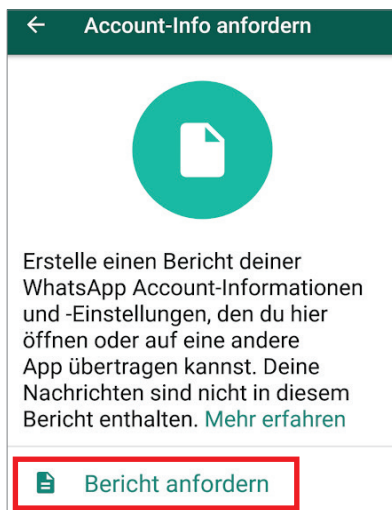 Account-Info anfordern
Erstelle einen Bericht deiner
WhatsApp Account-Informationen
und -Einstellungen, den du hier
öffnen oder auf eine andere
App übertragen kannst. Deine
Nachrichten sind nicht in diesem
Bericht enthalten. Mehr erfahren
Bericht anfordern